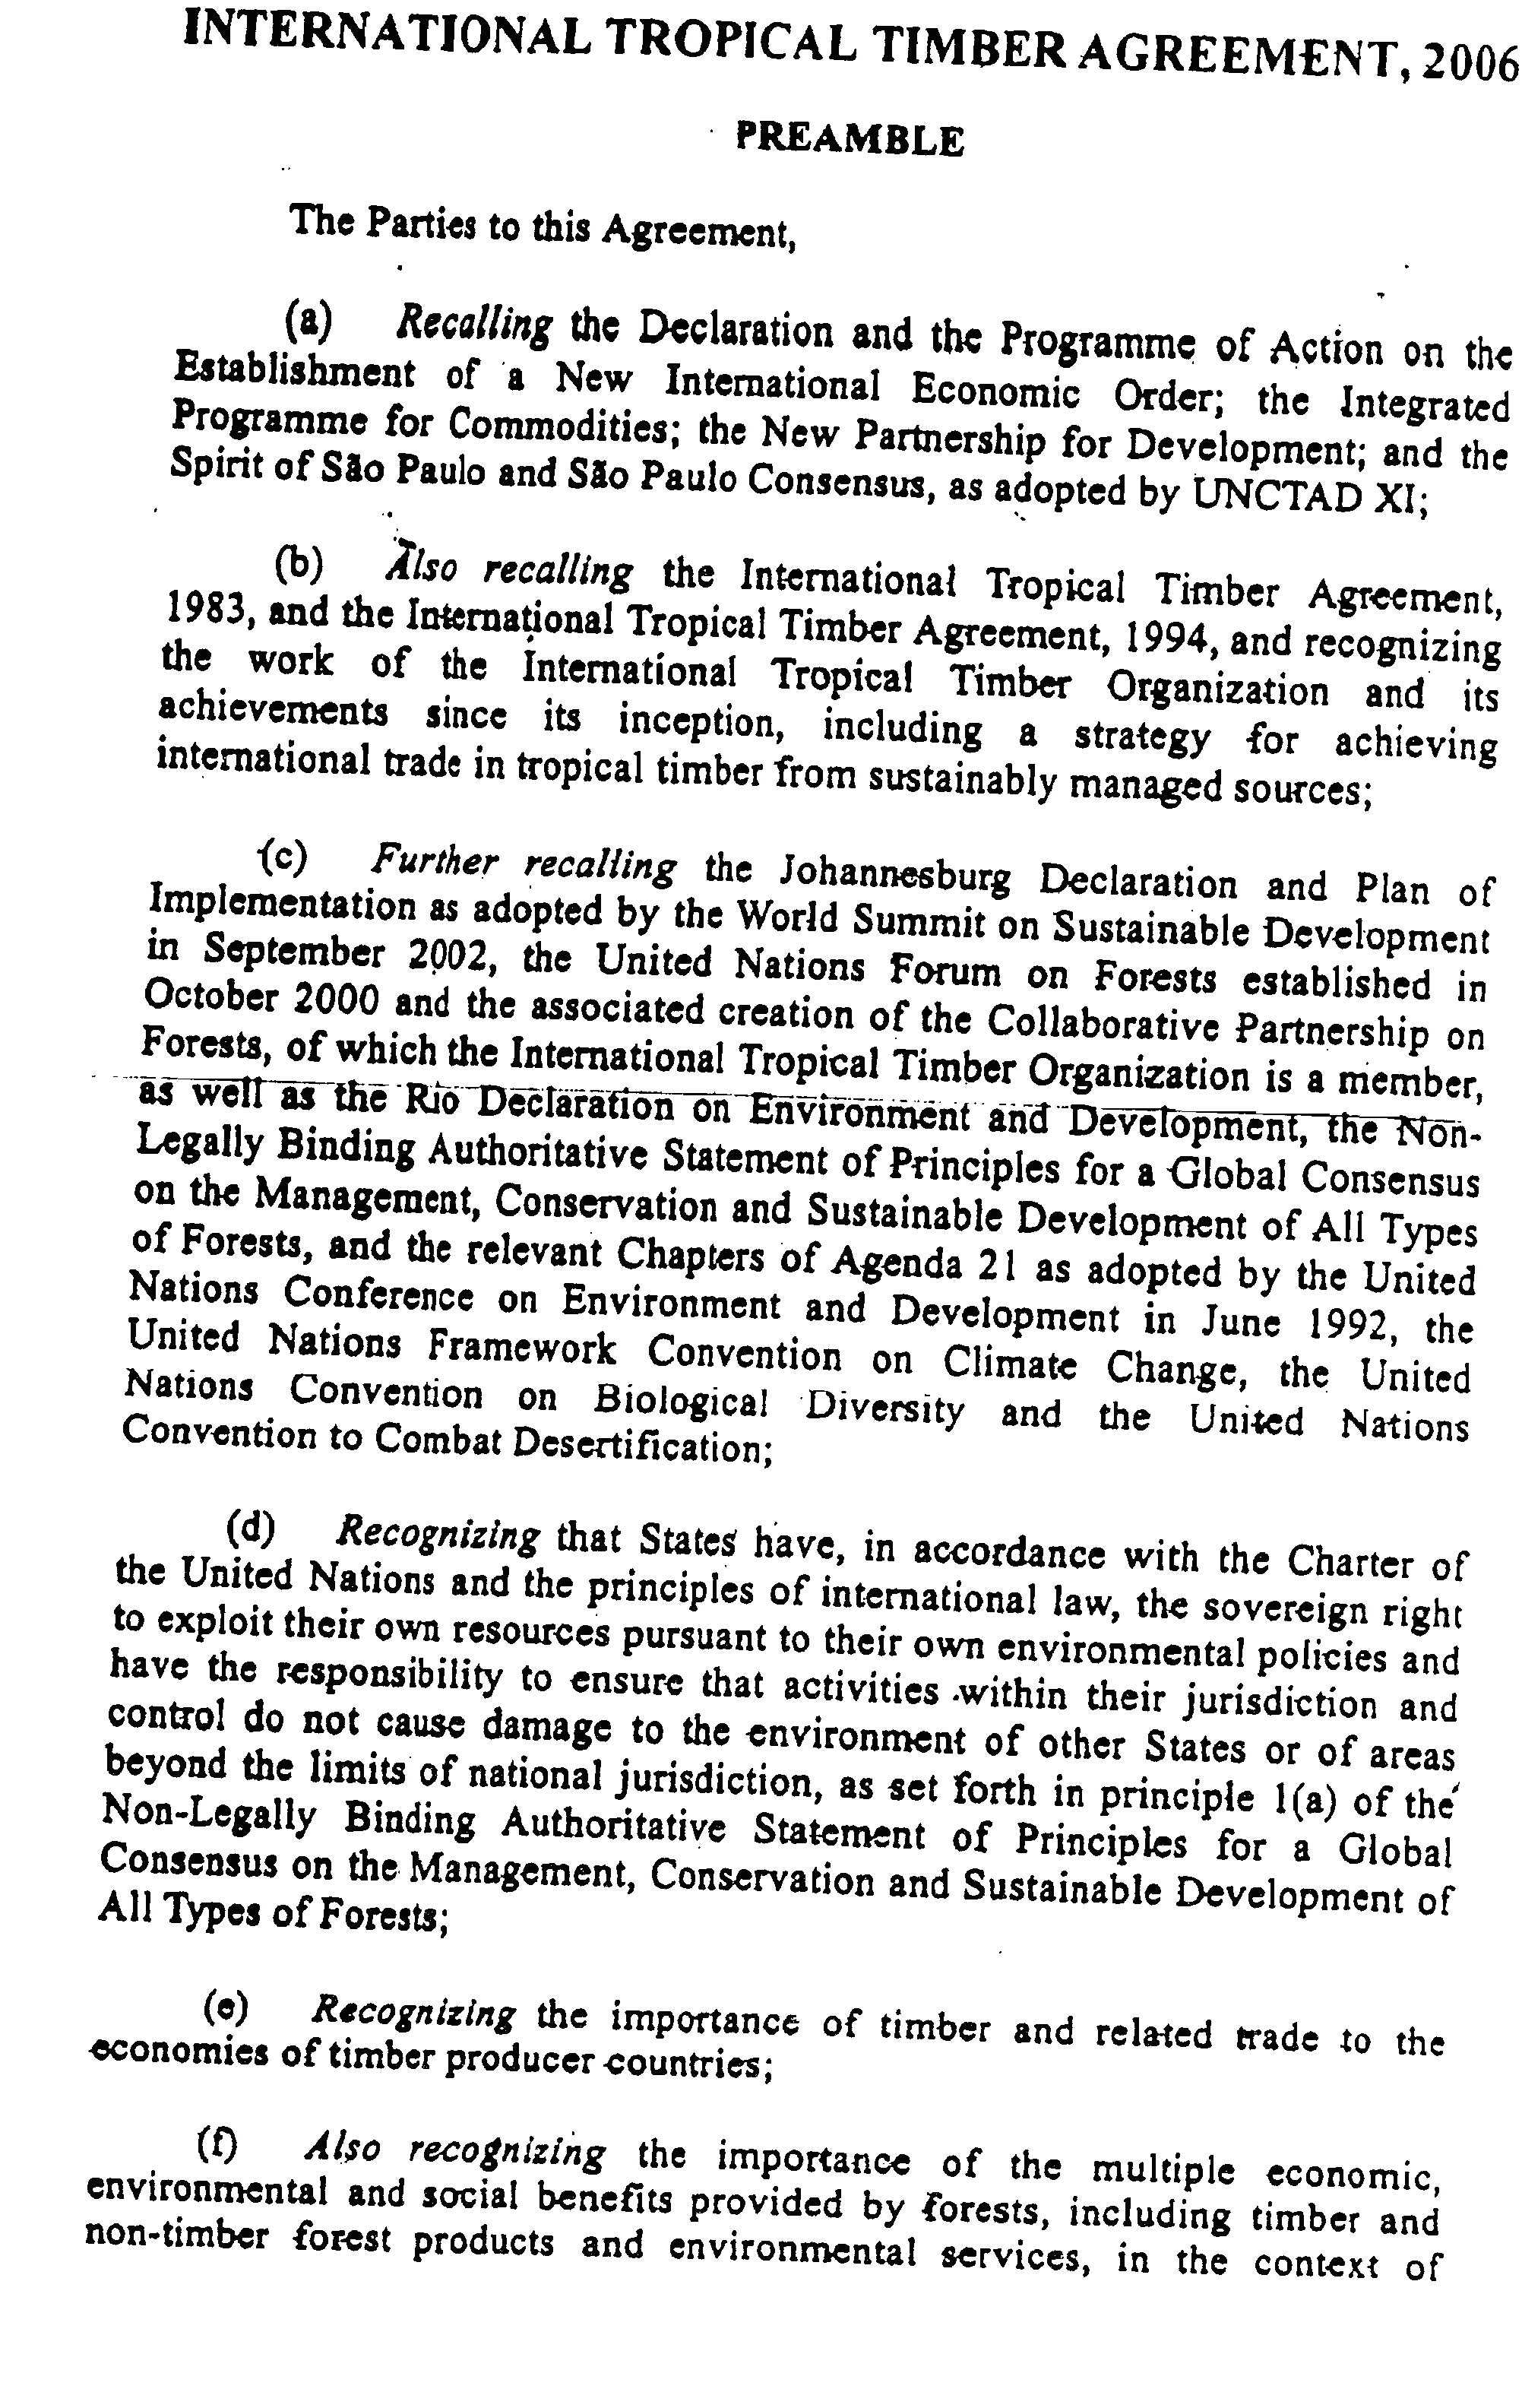 INTERNATIONAL TROPICAL TIMBER AGREEMENT, 2006
PREAMBLE
The Parties to this Agreement,
(a) Recalling the Declaration and the Programme of Action on the
Establishment of a New International Economic Order; the Integrated
Programme for Commodities; the New Partnership for Development; and the
Spirit of São Paulo and São Paulo Consensus, as adopted by UNCTAD XI;
(b) Also recalling the International Tropical Timber Agreement,
1983, and the International Tropical Timber Agreement, 1994, and recognizing
the work of the International Tropical Timber Organization and its
achievements since its inception, including a strategy for achieving
international trade in tropical timber from sustainably managed sources;
(c) Further recalling the Johannesburg Declaration and Plan of
Implementation as adopted by the World Summit on Sustainable Development
in September 2002, the United Nations Forum on Forests established in
October 2000 and the associated creation of the Collaborative Partnership on
Forests, of which the International Tropical Timber Organization is a member,
as well as the Rio Declaration on Environment and Development, the Non-
Legally Binding Authoritative Statement of Principles for a Global Consensus
on the Management, Conservation and Sustainable Development of All Types
of Forests, and the relevant Chapters of Agenda 21 as adopted by the United
Nations Conference on Environment and Development in June 1992, the
United Nations Framework Convention on Climate Change, the United
Nations Convention on Biological Diversity and the United Nations
Convention to Combat Desertification;
(d) Recognizing that States have, in accordance with the Charter of
the United Nations and the principles of international law, the sovereign right
to exploit their own resources pursuant to their own environmental policies and
have the responsibility to ensure that activities within their jurisdiction and
control do not cause damage to the environment of other States or of areas
beyond the limits of national jurisdiction, as set forth in principle 1(a) of the
Non-Legally Binding Authoritative Statement of Principles for a Global
Consensus on the Management, Conservation and Sustainable Development of
All Types of Forests;
(e) Recognizing the importance of timber and related trade to the
economies of timber producer countries;
(f) Also recognizing the importance of the multiple economic,
environmental and social benefits provided by forests, including timber and
non-timber forest products and environmental services, in the context of